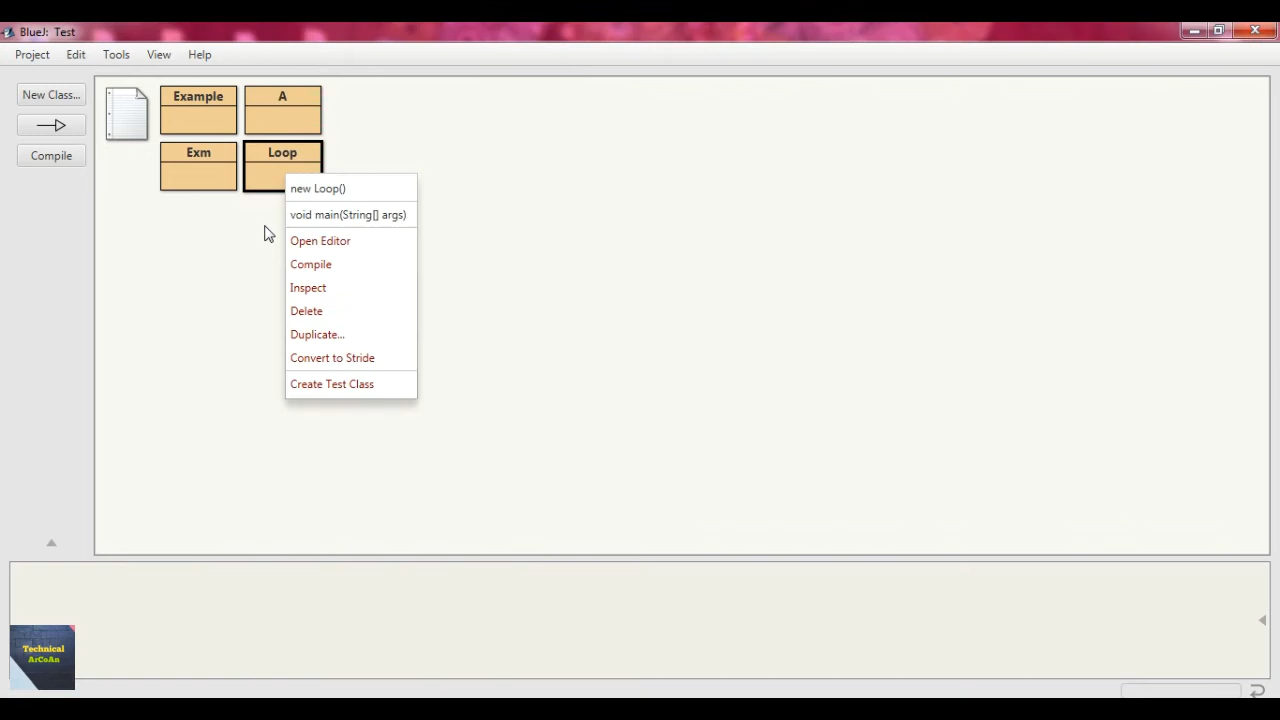 BlueJ: Test
Project Edit Tools View Help
New Class...
Compile
Example
A
Exm
Loop
new Loop()
void main(String[] args)
Open Editor
Compile
Inspect
Delete
Duplicate...
Convert to Stride
Create Test Class
Technical
ArCoAn